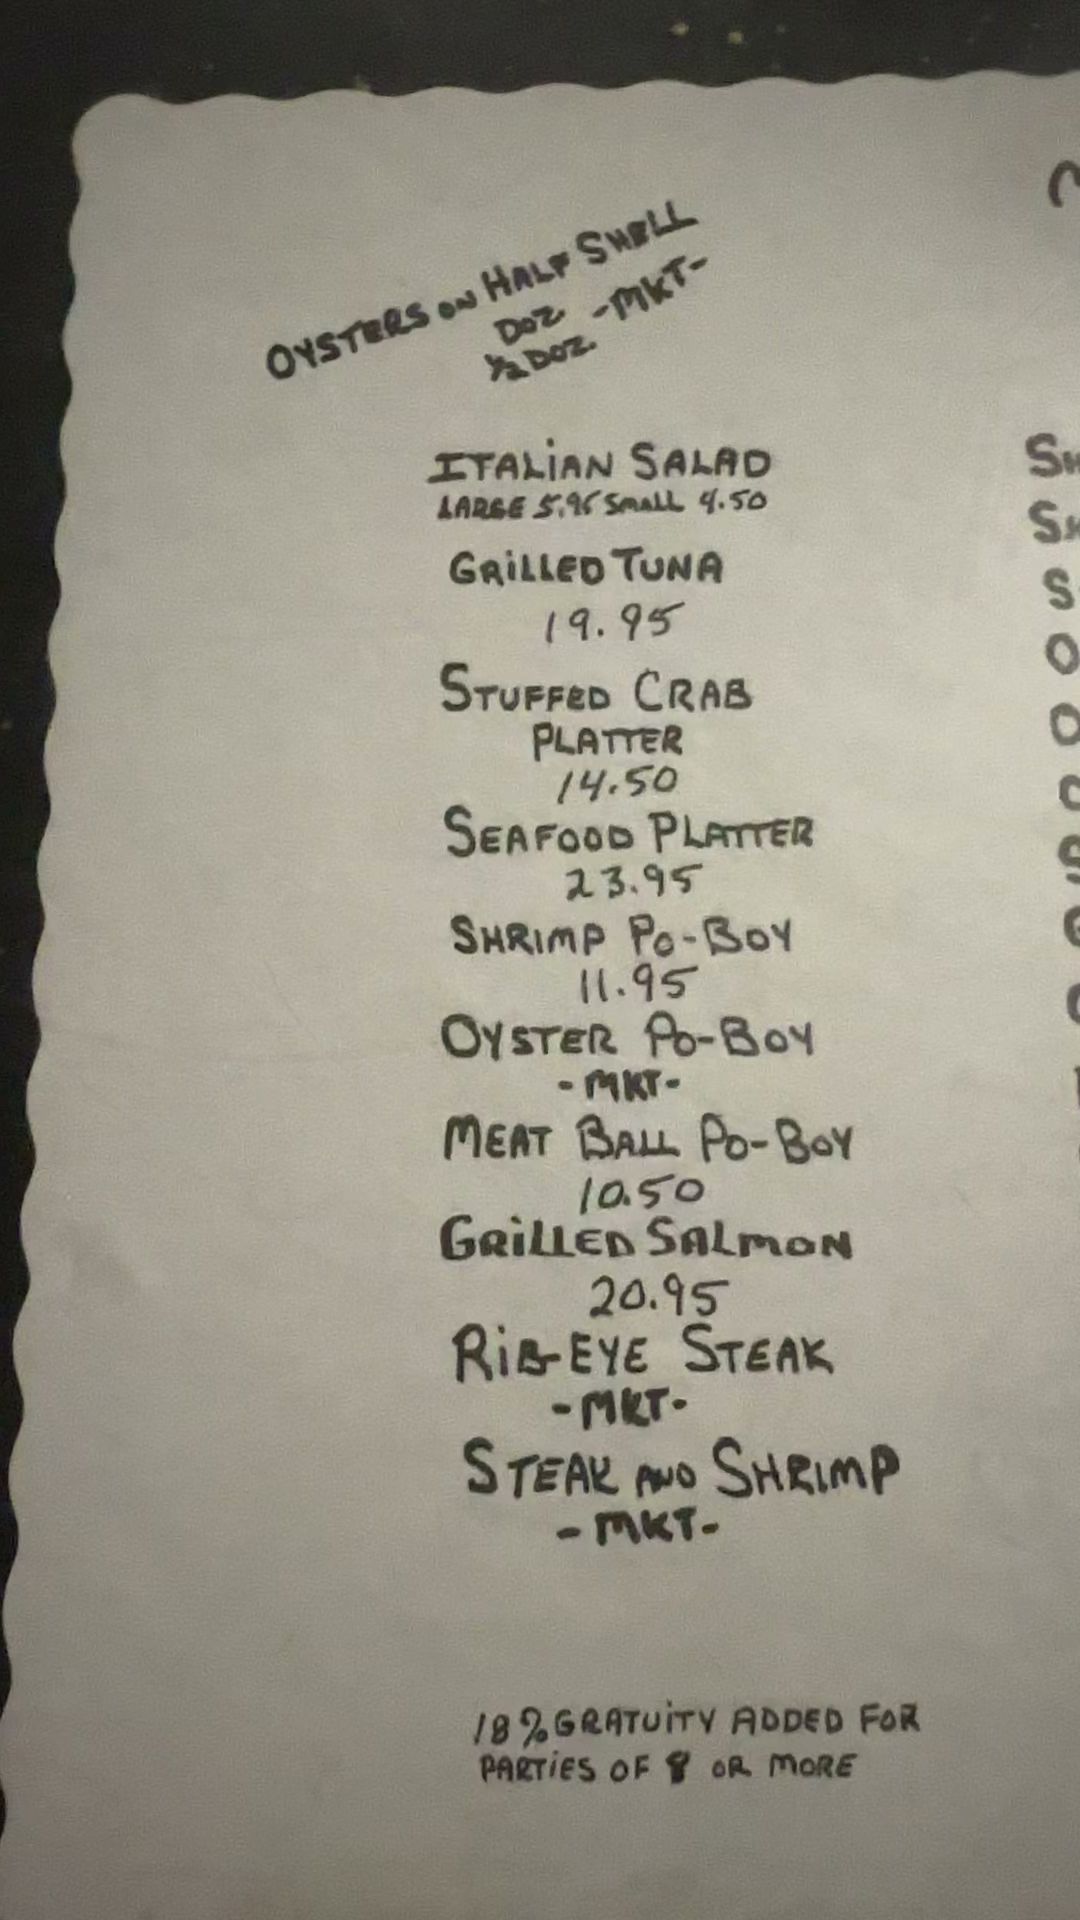 OYSTERS ON HALF SHELL
DOZ. -MKT-
½ DOZ.
ITALIAN SALAD
LARGE 5.95 SMALL 4.50
GRILLED TUNA
19.95
STUFFED CRAB
PLATTER
14.50
SEAFOOD PLATTER
23.95
SHRIMP PO-BOY
11.95
OYSTER PO-BOY
-MKT-
MEAT BALL PO-BOY
10.50
GRILLED SALMON
20.95
RIB-EYE STEAK
-MKT-
STEAK AND SHRIMP
-MKT-
18% GRATUITY ADDED FOR
PARTIES OF 8 OR MORE